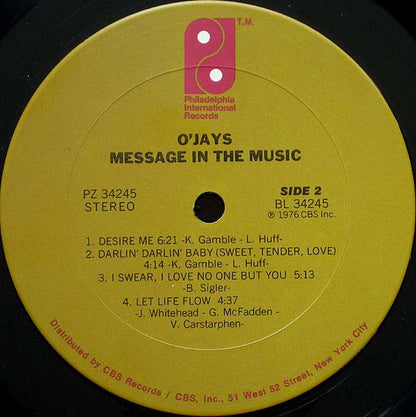 T.M.
Philadelphia
International
Records
O'JAYS
MESSAGE IN THE MUSIC
PZ 34245
STEREO
SIDE 2
BL 34245
℗ 1976 CBS Inc.
1. DESIRE ME 6:21 -K. Gamble - L. Huff-
2. DARLIN' DARLIN' BABY (SWEET, TENDER, LOVE)
4:14 -K. Gamble - L. Huff-
3. I SWEAR, I LOVE NO ONE BUT YOU 5:13
-B. Sigler-
4. LET LIFE FLOW 4:37
-J. Whitehead - G. McFadden -
V. Carstarphen-
Distributed by CBS Records / CBS, Inc., 51 West 52 Street, New York City